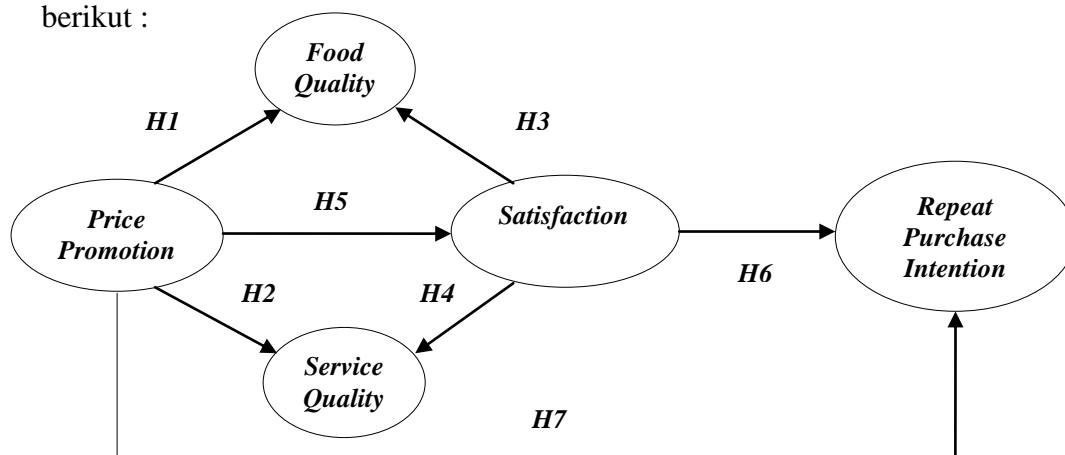 berikut :
Food
Quality
H1
H3
Price
Promotion
H5
Satisfaction
Repeat
Purchase
Intention
H2
H4
H6
Service
Quality
H7